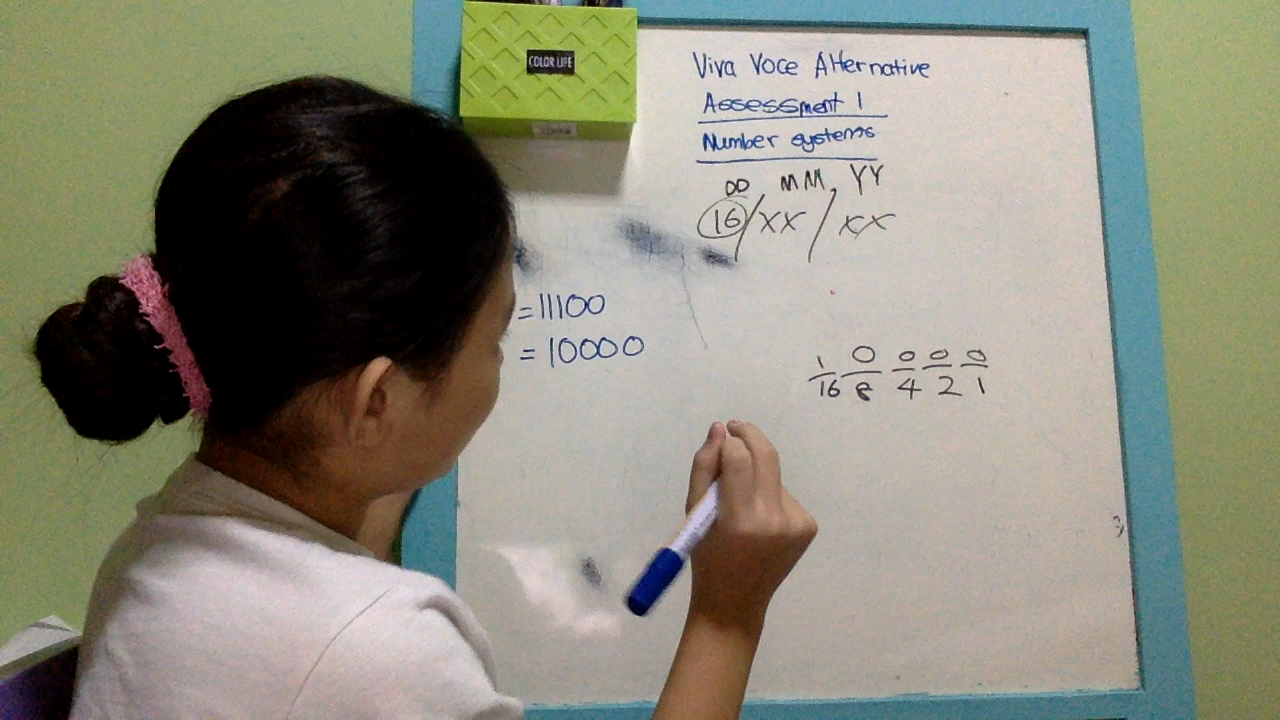 COLOR LIFE
Viva Voce Alternative
Assessment 1
Number systems
DD MM, YY
16/XX/XX
=11100
=10000
1 0 0 0 0
16 8 4 2 1